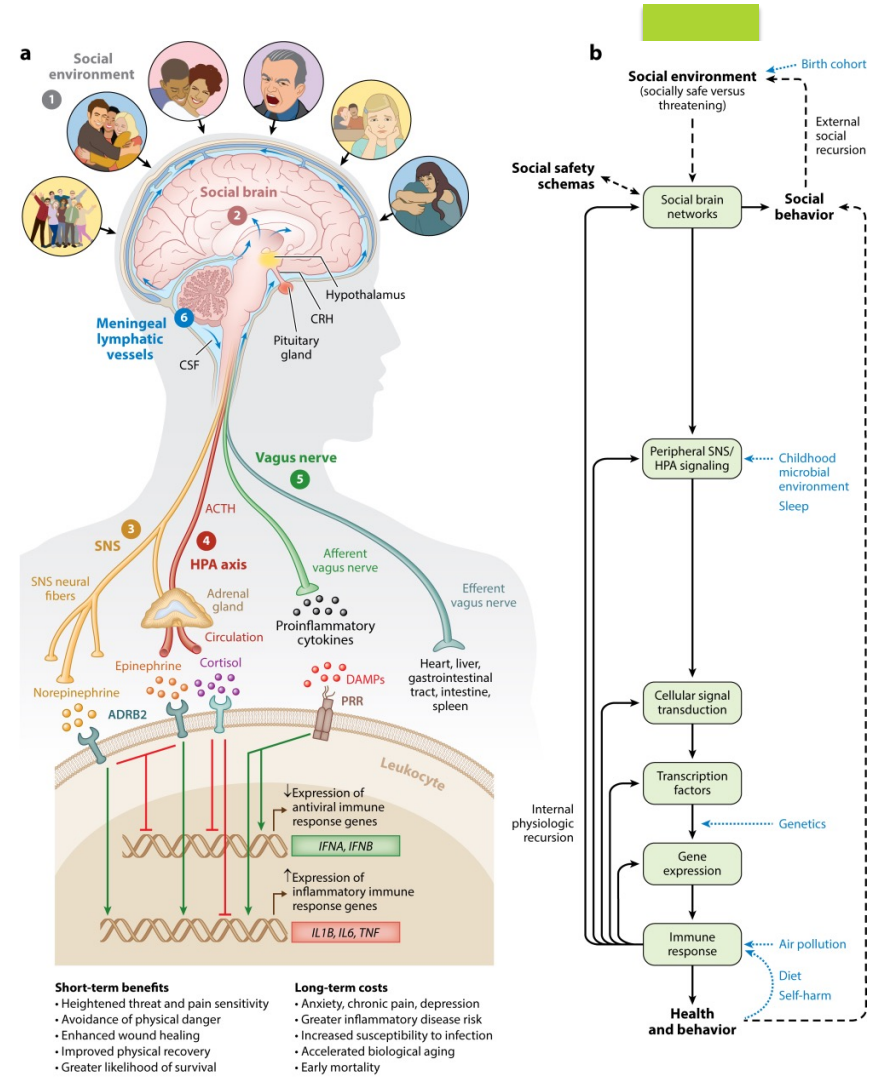 a
Social
environment
1
Social brain
2
Hypothalamus
CRH
Pituitary
gland
6
Meningeal
lymphatic
vessels
CSF
Vagus nerve
5
ACTH
3
SNS
4
HPA axis
SNS neural
fibers
Adrenal
gland
Afferent
vagus nerve
Efferent
vagus nerve
Proinflammatory
cytokines
Circulation
Epinephrine
Cortisol
Heart, liver,
gastrointestinal
tract, intestine,
spleen
Norepinephrine
DAMPs
ADRB2
PRR
Leukocyte
↓Expression of
antiviral immune
response genes
IFNA, IFNB
↑Expression of
inflammatory immune
response genes
IL1B, IL6, TNF
Short-term benefits
• Heightened threat and pain sensitivity
• Avoidance of physical danger
• Enhanced wound healing
• Improved physical recovery
• Greater likelihood of survival
Long-term costs
• Anxiety, chronic pain, depression
• Greater inflammatory disease risk
• Increased susceptibility to infection
• Accelerated biological aging
• Early mortality
b
Birth cohort
Social environment
(socially safe versus
threatening)
External
social
recursion
Social safety
schemas
Social brain
networks
Social
behavior
Peripheral SNS/
HPA signaling
Childhood
microbial
environment
Sleep
Cellular signal
transduction
Transcription
factors
Internal
physiologic
recursion
Genetics
Gene
expression
Immune
response
Air pollution
Diet
Self-harm
Health
and behavior